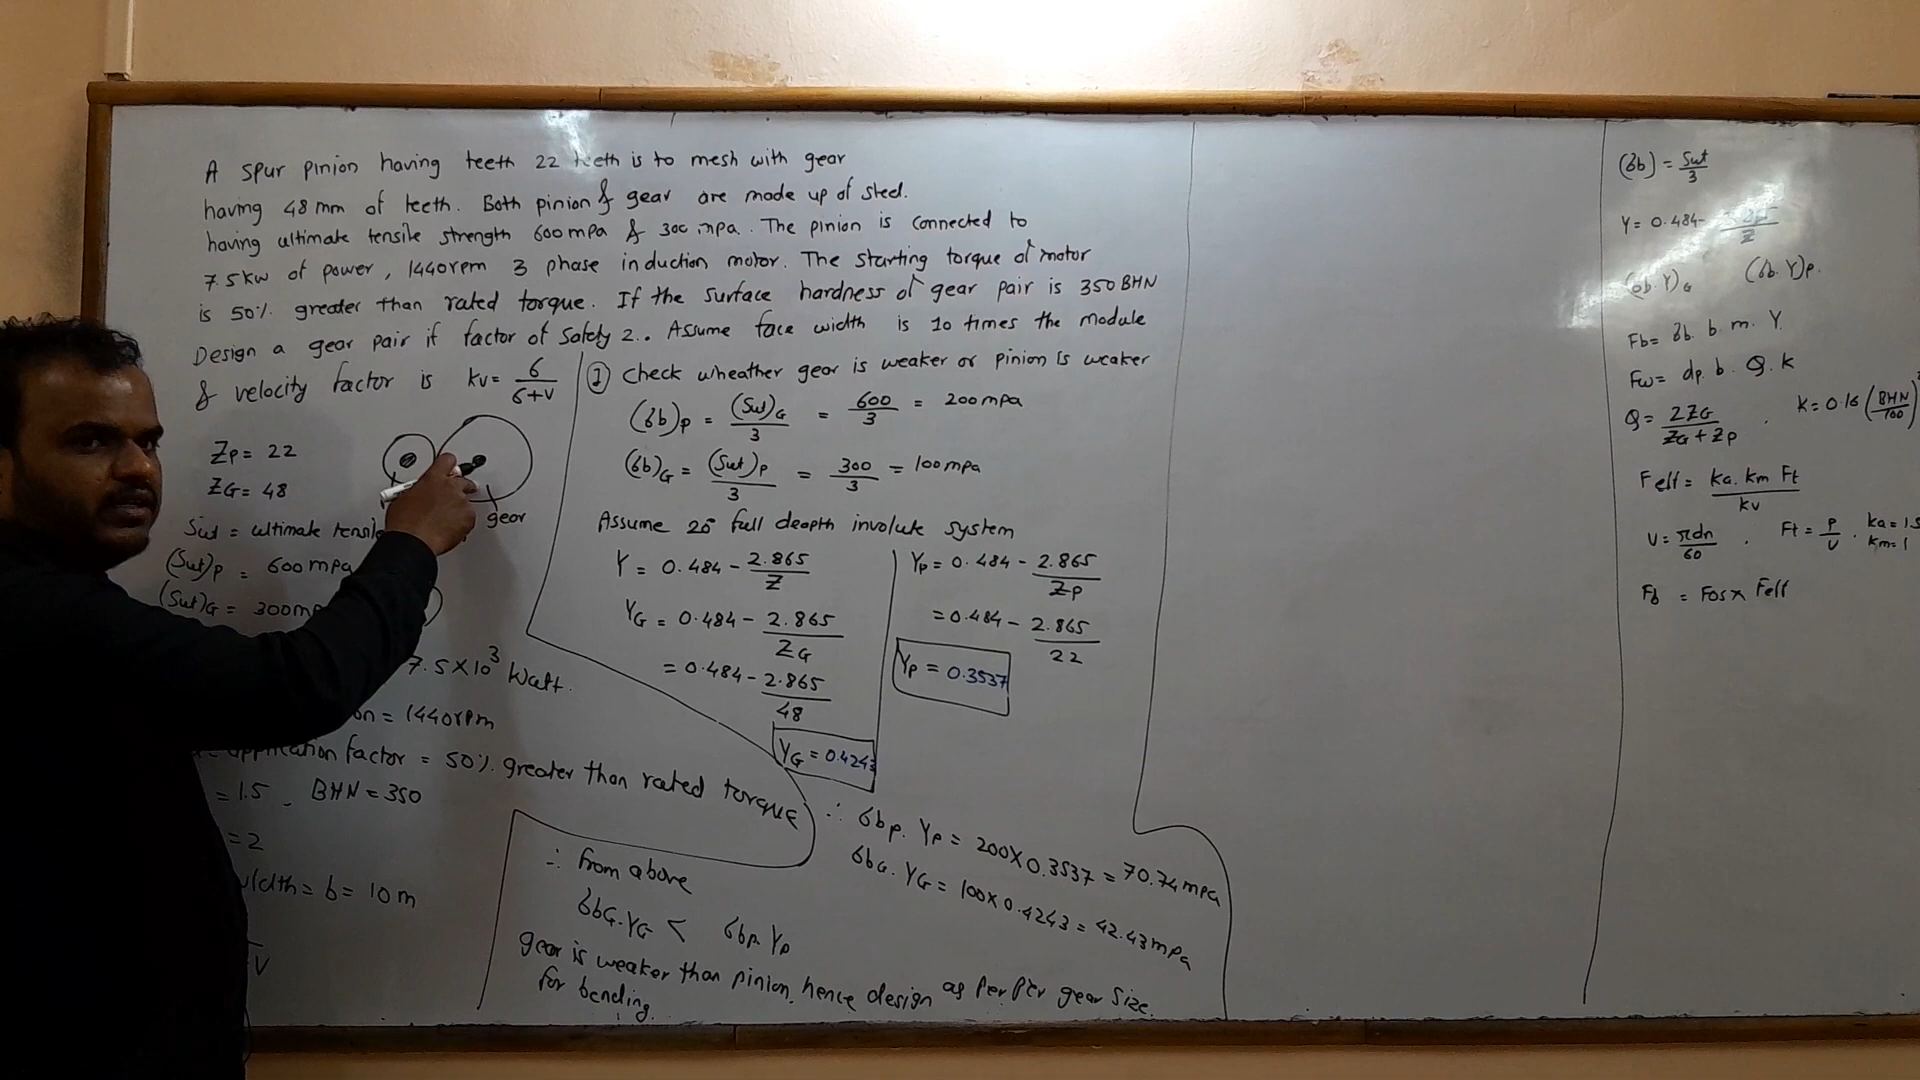 A spur pinion having teeth 22 teeth is to mesh with gear
having 48 mm of teeth. Both pinion & gear are made up of steel.
having ultimate tensile strength 600 mpa & 300 mpa. The pinion is connected to
7.5 kw of power, 1440 rpm 3 phase induction motor. The starting torque of motor
is 50% greater than rated torque. If the surface hardness of gear pair is 350 BHN
Design a gear pair if factor of Safety 2.. Assume face width is 10 times the module
& velocity factor is kv = 6/6+v
ZP = 22
ZG = 48
gear
Sut = ultimate tensile
(Sut)P = 600 mpa
(Sut)G = 300
7.5×10³ Watt.
= 1440 rpm
application factor = 50% greater than rated torque
= 1.5 - BHN = 350
= 2
width = b = 10 m
V
① Check wheather gear is weaker or pinion is weaker
(6b)P = (Sut)G/3 = 600/3 = 200 mpa
(6b)G = (Sut)P/3 = 300/3 = 100 mpa
Assume 20° full deapth involute system
Y = 0.484 - 2.865/Z
YG = 0.484 - 2.865/ZG
= 0.484 - 2.865/48
YG = 0.4243
YP = 0.484 - 2.865/ZP
= 0.484 - 2.865/22
YP = 0.3537
∴ 6bP. YP = 200×0.3537 = 70.74 mpa
6bG. YG = 100×0.4243 = 42.43 mpa
∴ from above
6bG.YG < 6bP.YP
gear is weaker than pinion, hence design as per per gear size.
for bending.
(6b) = Sut/3
Y = 0.484 - 2.865/Z
(6b.Y)G (6b.Y)P.
Fb = 6b. b. m. Y
Fw = dp. b. Q. k
Q = 2ZG/ZG+ZP . K = 0.16 (BHN/100)²
Feff = ka. km Ft/kv
V = πdn/60 . Ft = P/V . ka = 1.5
km = 1
Fb = Fos × Feff